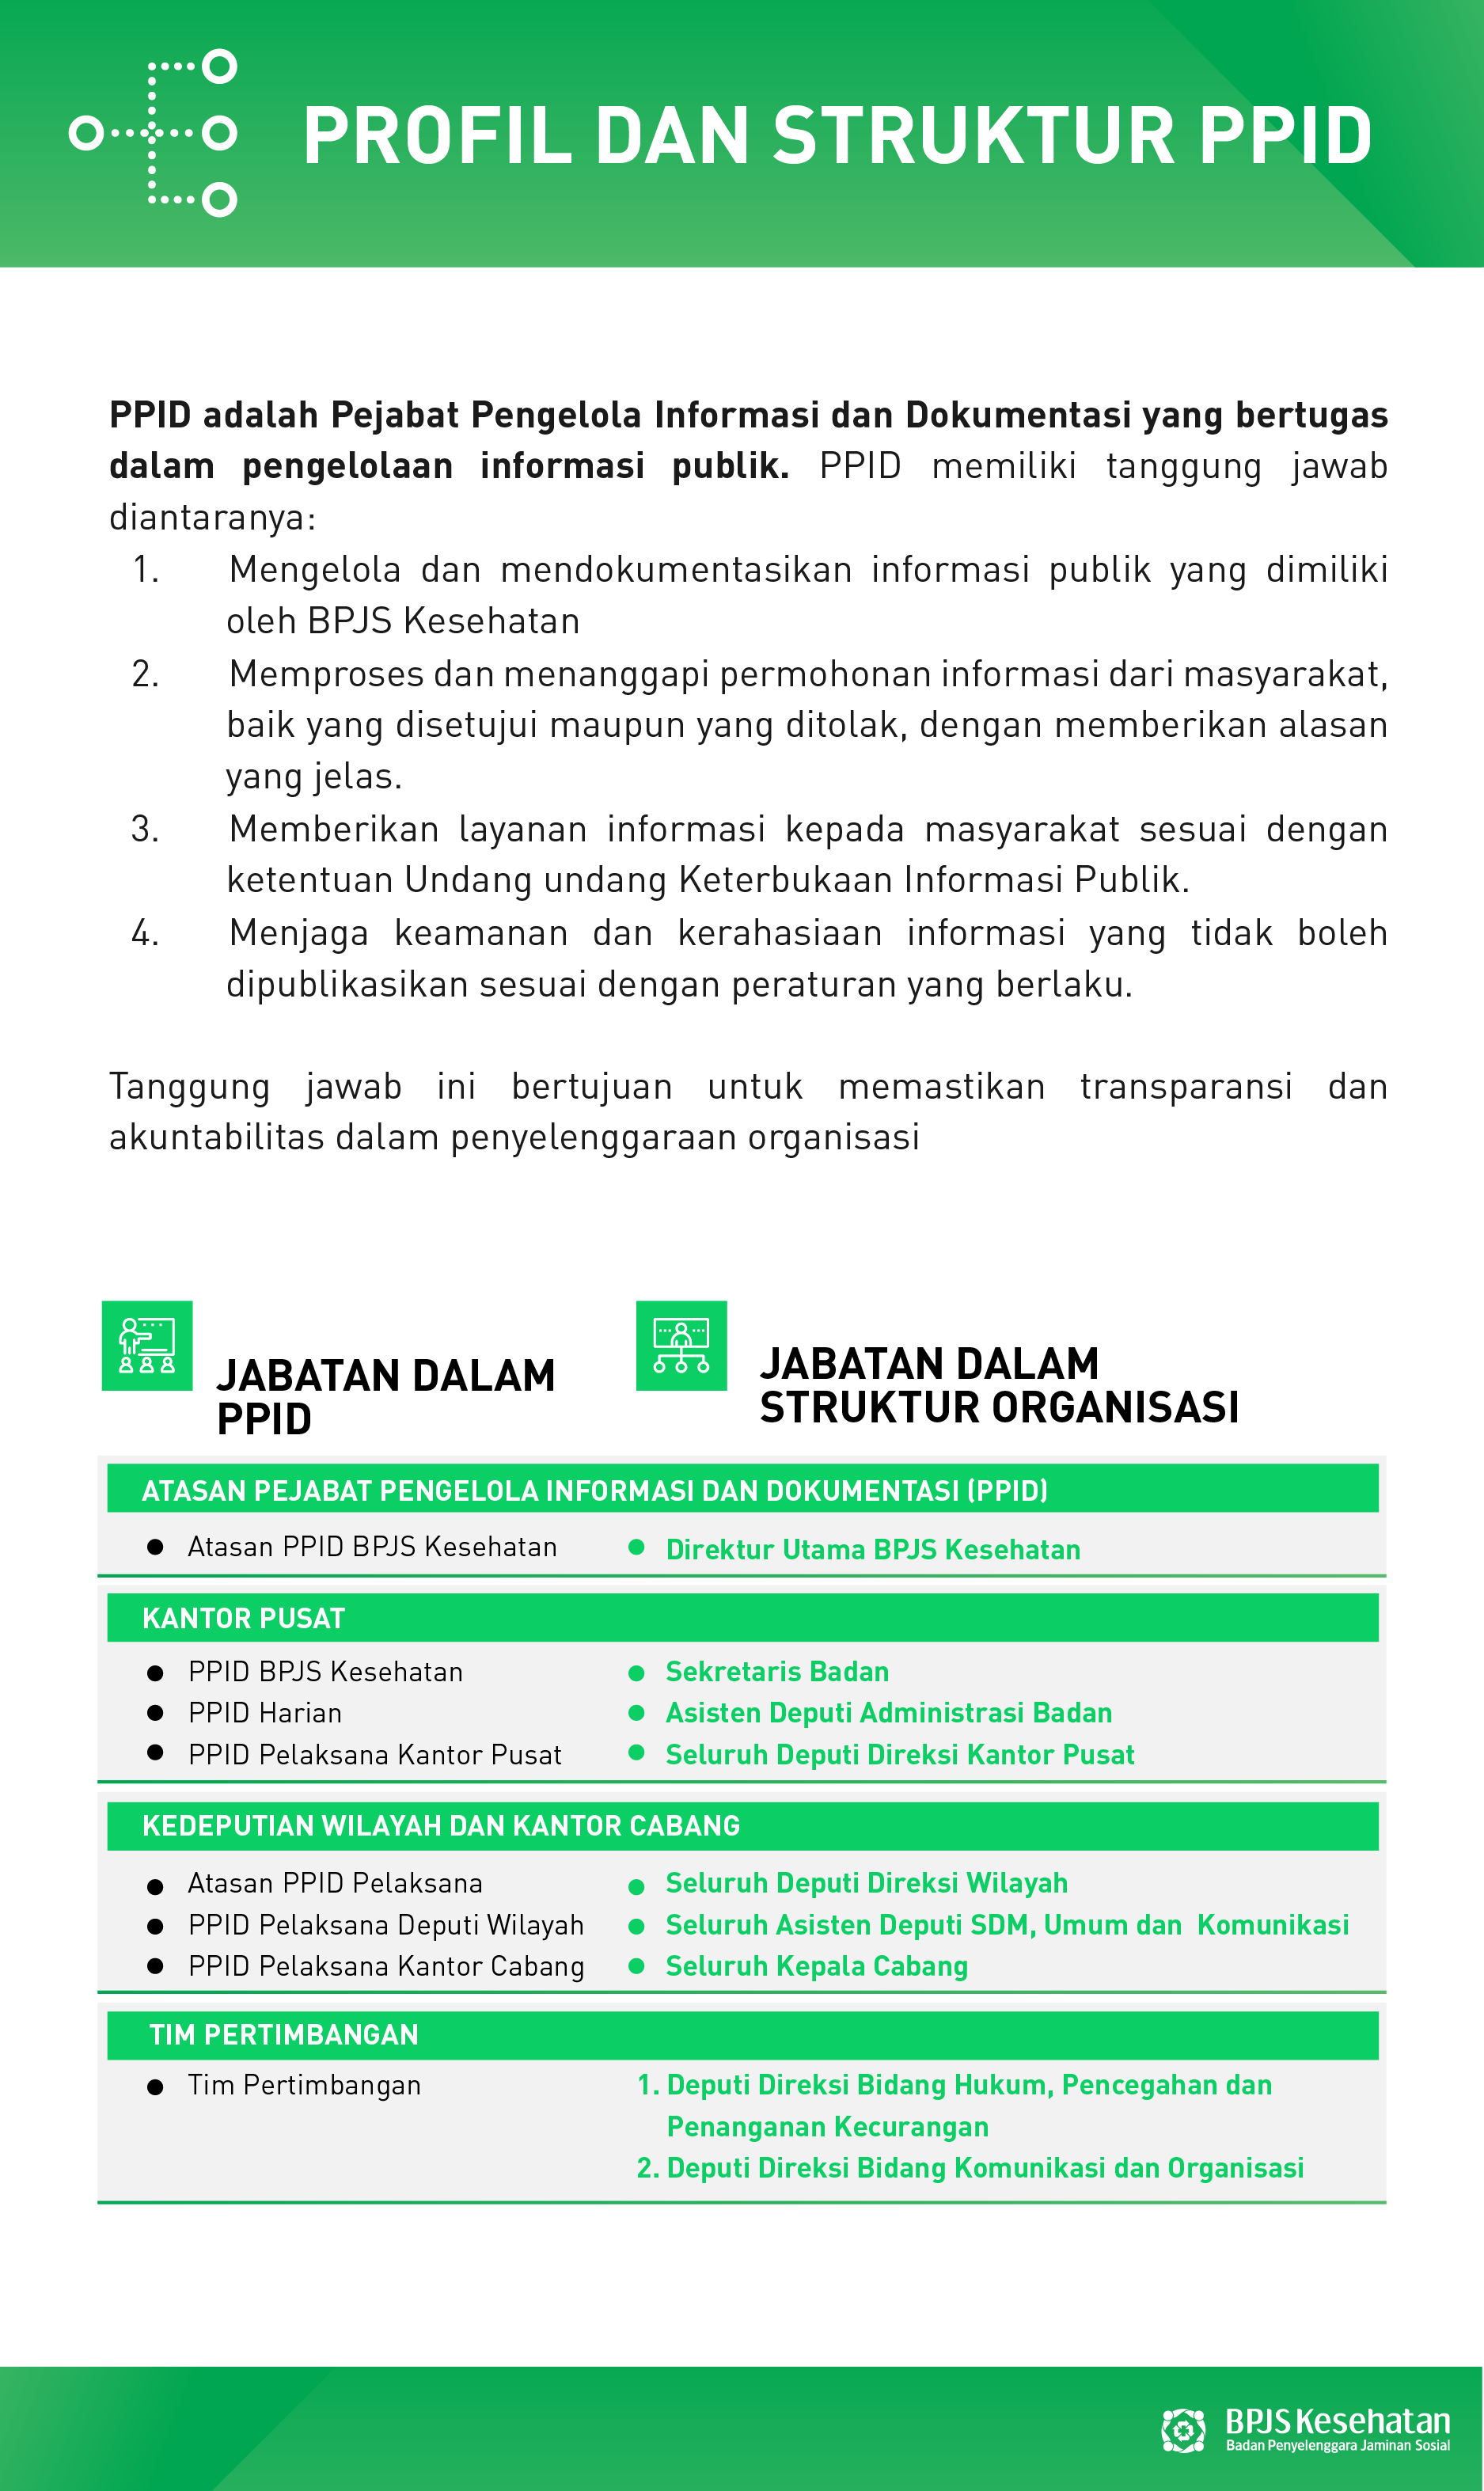 PROFIL DAN STRUKTUR PPID
PPID adalah Pejabat Pengelola Informasi dan Dokumentasi yang bertugas
dalam pengelolaan informasi publik. PPID memiliki tanggung jawab
diantaranya:
1. Mengelola dan mendokumentasikan informasi publik yang dimiliki
oleh BPJS Kesehatan
2. Memproses dan menanggapi permohonan informasi dari masyarakat,
baik yang disetujui maupun yang ditolak, dengan memberikan alasan
yang jelas.
3. Memberikan layanan informasi kepada masyarakat sesuai dengan
ketentuan Undang undang Keterbukaan Informasi Publik.
4. Menjaga keamanan dan kerahasiaan informasi yang tidak boleh
dipublikasikan sesuai dengan peraturan yang berlaku.
Tanggung jawab ini bertujuan untuk memastikan transparansi dan
akuntabilitas dalam penyelenggaraan organisasi
JABATAN DALAM
PPID
JABATAN DALAM
STRUKTUR ORGANISASI
ATASAN PEJABAT PENGELOLA INFORMASI DAN DOKUMENTASI (PPID)
● Atasan PPID BPJS Kesehatan ● Direktur Utama BPJS Kesehatan
KANTOR PUSAT
● PPID BPJS Kesehatan ● Sekretaris Badan
● PPID Harian ● Asisten Deputi Administrasi Badan
● PPID Pelaksana Kantor Pusat ● Seluruh Deputi Direksi Kantor Pusat
KEDEPUTIAN WILAYAH DAN KANTOR CABANG
● Atasan PPID Pelaksana ● Seluruh Deputi Direksi Wilayah
● PPID Pelaksana Deputi Wilayah ● Seluruh Asisten Deputi SDM, Umum dan Komunikasi
● PPID Pelaksana Kantor Cabang ● Seluruh Kepala Cabang
TIM PERTIMBANGAN
● Tim Pertimbangan 1. Deputi Direksi Bidang Hukum, Pencegahan dan
Penanganan Kecurangan
2. Deputi Direksi Bidang Komunikasi dan Organisasi
BPJS Kesehatan
Badan Penyelenggara Jaminan Sosial